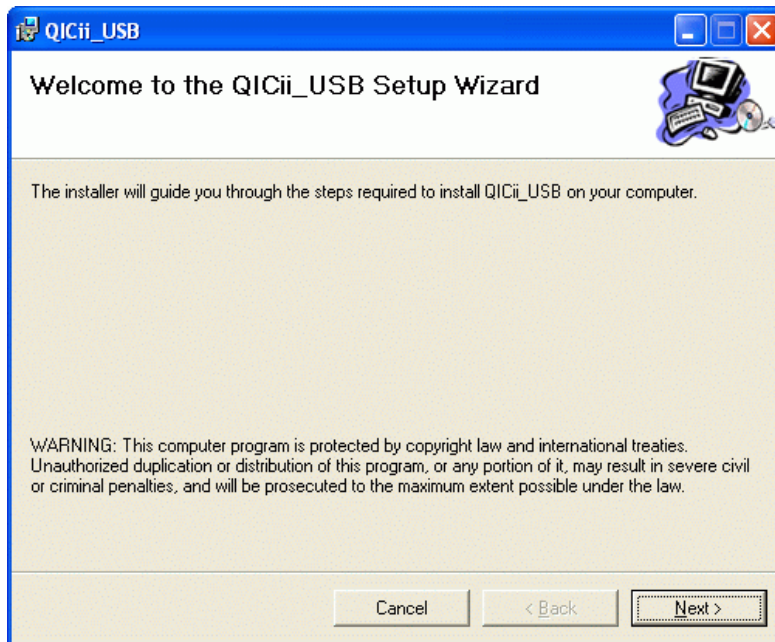 QICii_USB
Welcome to the QICii_USB Setup Wizard
The installer will guide you through the steps required to install QICii_USB on your computer.
WARNING: This computer program is protected by copyright law and international treaties.
Unauthorized duplication or distribution of this program, or any portion of it, may result in severe civil
or criminal penalties, and will be prosecuted to the maximum extent possible under the law.
Cancel < Back Next >